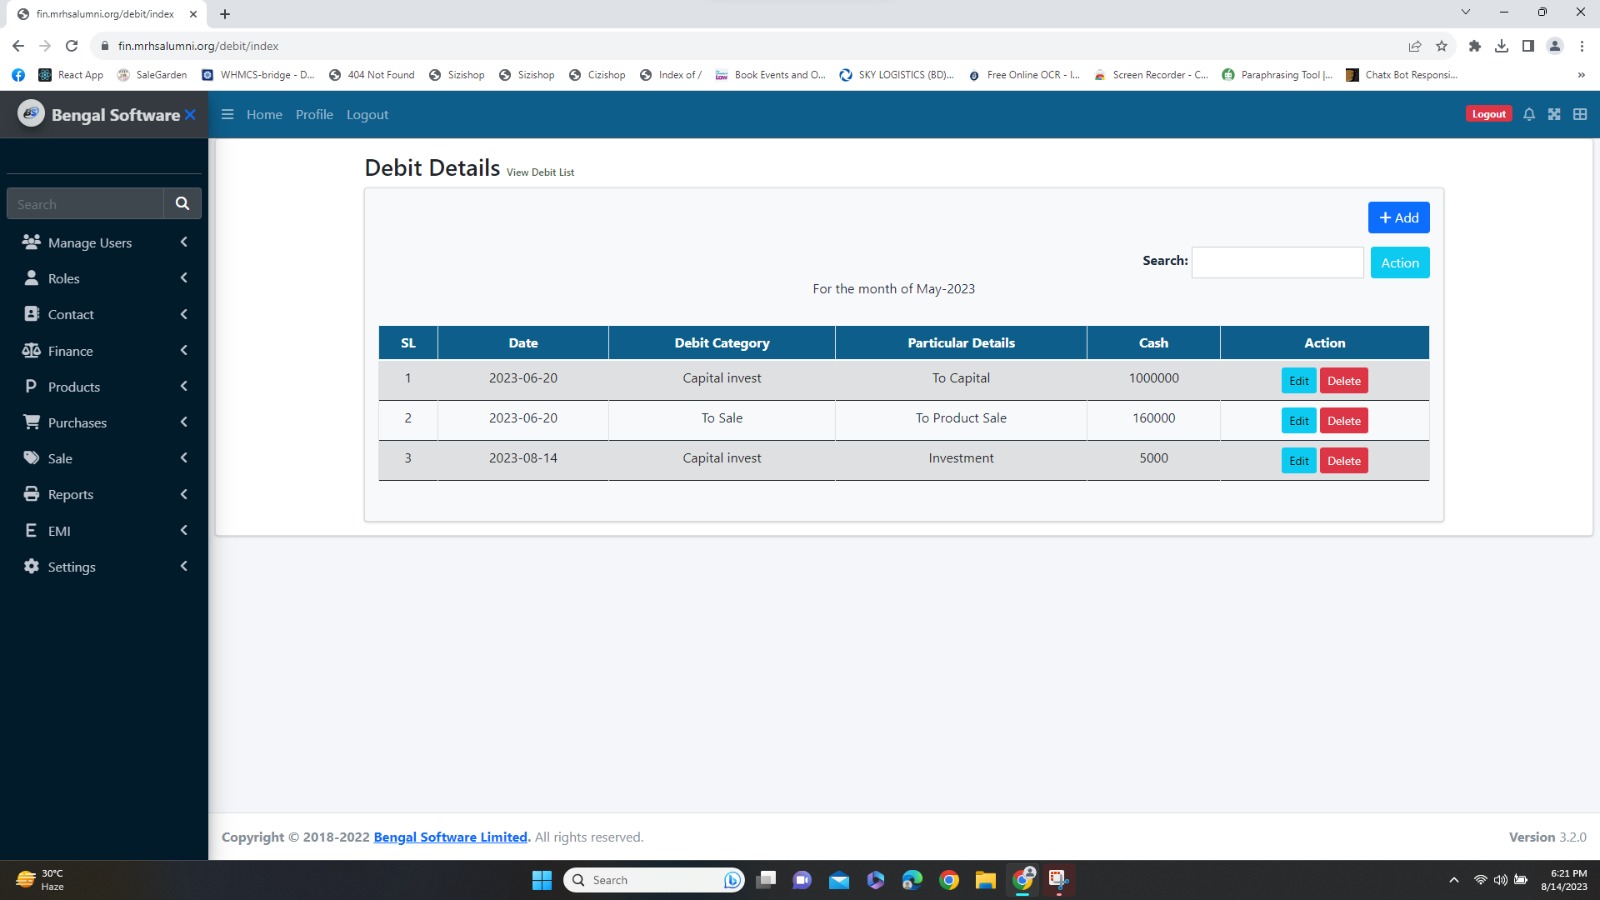 fin.mrhsalumni.org/debit/index
fin.mrhsalumni.org/debit/index
React App SaleGarden WHMCS-bridge - D... 404 Not Found Sizishop Sizishop Cizishop Index of / Book Events and O... SKY LOGISTICS (BD)... Free Online OCR - I... Screen Recorder - C... Paraphrasing Tool |... Chatx Bot Responsi... »
Bengal Software Home Profile Logout Logout
Debit Details View Debit List
Search
+ Add
Manage Users
Search: Action
Roles
For the month of May-2023
Contact
SL Date Debit Category Particular Details Cash Action
Finance
1 2023-06-20 Capital invest To Capital 1000000 Edit Delete
P Products
2 2023-06-20 To Sale To Product Sale 160000 Edit Delete
Purchases
3 2023-08-14 Capital invest Investment 5000 Edit Delete
Sale
Reports
E EMI
Settings
Copyright © 2018-2022 Bengal Software Limited. All rights reserved. Version 3.2.0
30°C
Haze
Search
6:21 PM
8/14/2023